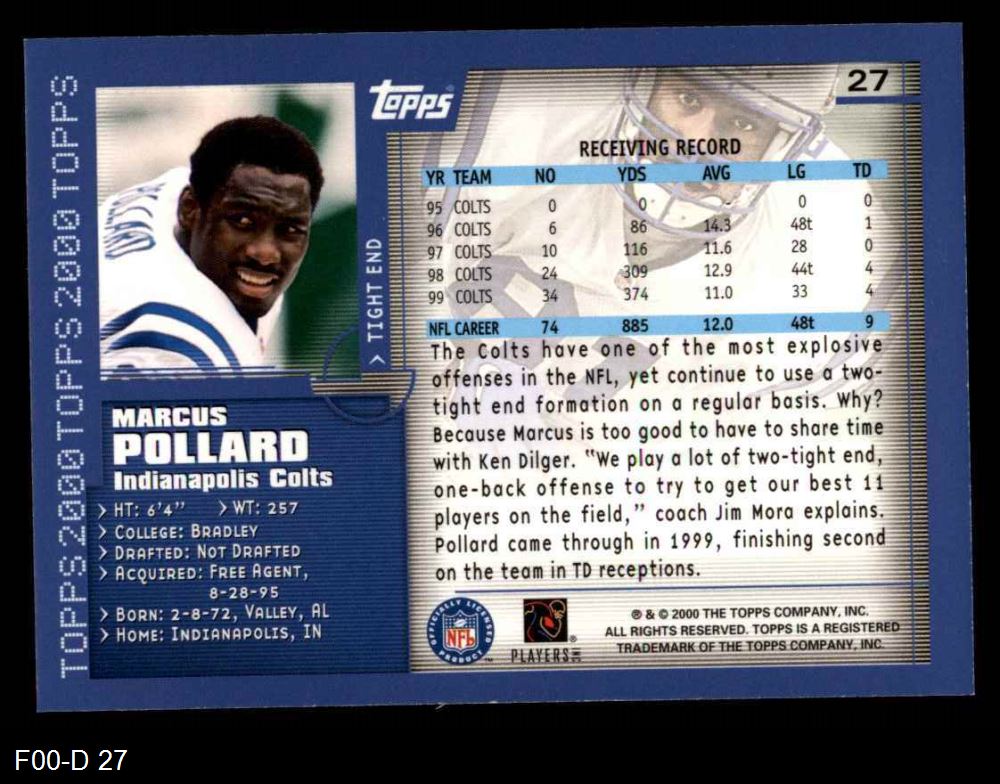 TOPPS2000TOPPS2000TOPPS2000TOPPS
TOPPS
27
POLLARD
> TIGHT END
MARCUS
POLLARD
Indianapolis Colts
> HT: 6'4" > WT: 257
> COLLEGE: BRADLEY
> DRAFTED: NOT DRAFTED
> ACQUIRED: FREE AGENT,
8-28-95
> BORN: 2-8-72, VALLEY, AL
> HOME: INDIANAPOLIS, IN
RECEIVING RECORD
YR TEAM NO YDS AVG LG TD
95 COLTS 0 0 - 0 0
96 COLTS 6 86 14.3 48t 1
97 COLTS 10 116 11.6 28 0
98 COLTS 24 309 12.9 44t 4
99 COLTS 34 374 11.0 33 4
NFL CAREER 74 885 12.0 48t 9
The Colts have one of the most explosive
offenses in the NFL, yet continue to use a two-
tight end formation on a regular basis. Why?
Because Marcus is too good to have to share time
with Ken Dilger. "We play a lot of two-tight end,
one-back offense to try to get our best 11
players on the field," coach Jim Mora explains.
Pollard came through in 1999, finishing second
on the team in TD receptions.
OFFICIALLY LICENSED
NFL
PRODUCT
™
PLAYERS INC
®
® & © 2000 THE TOPPS COMPANY, INC.
ALL RIGHTS RESERVED. TOPPS IS A REGISTERED
TRADEMARK OF THE TOPPS COMPANY, INC.
F00-D 27